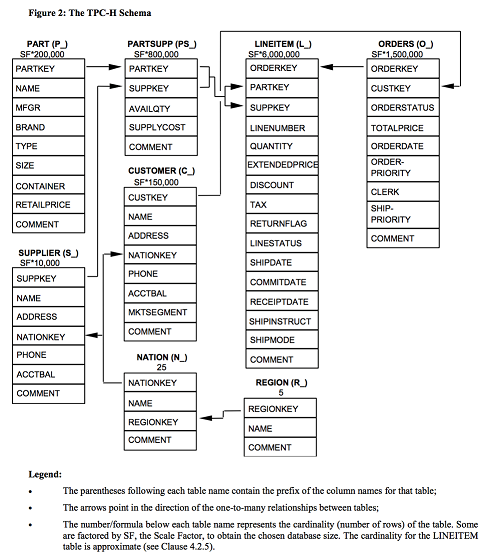 Figure 2: The TPC-H Schema
PART (P_)
SF*200,000
PARTKEY
NAME
MFGR
BRAND
TYPE
SIZE
CONTAINER
RETAILPRICE
COMMENT
SUPPLIER (S_)
SF*10,000
SUPPKEY
NAME
ADDRESS
NATIONKEY
PHONE
ACCTBAL
COMMENT
PARTSUPP (PS_)
SF*800,000
PARTKEY
SUPPKEY
AVAILQTY
SUPPLYCOST
COMMENT
CUSTOMER (C_)
SF*150,000
CUSTKEY
NAME
ADDRESS
NATIONKEY
PHONE
ACCTBAL
MKTSEGMENT
COMMENT
NATION (N_)
25
NATIONKEY
NAME
REGIONKEY
COMMENT
LINEITEM (L_)
SF*6,000,000
ORDERKEY
PARTKEY
SUPPKEY
LINENUMBER
QUANTITY
EXTENDEDPRICE
DISCOUNT
TAX
RETURNFLAG
LINESTATUS
SHIPDATE
COMMITDATE
RECEIPTDATE
SHIPINSTRUCT
SHIPMODE
COMMENT
REGION (R_)
5
REGIONKEY
NAME
COMMENT
ORDERS (O_)
SF*1,500,000
ORDERKEY
CUSTKEY
ORDERSTATUS
TOTALPRICE
ORDERDATE
ORDER-
PRIORITY
CLERK
SHIP-
PRIORITY
COMMENT
Legend:
• The parentheses following each table name contain the prefix of the column names for that table;
• The arrows point in the direction of the one-to-many relationships between tables;
• The number/formula below each table name represents the cardinality (number of rows) of the table. Some
are factored by SF, the Scale Factor, to obtain the chosen database size. The cardinality for the LINEITEM
table is approximate (see Clause 4.2.5).